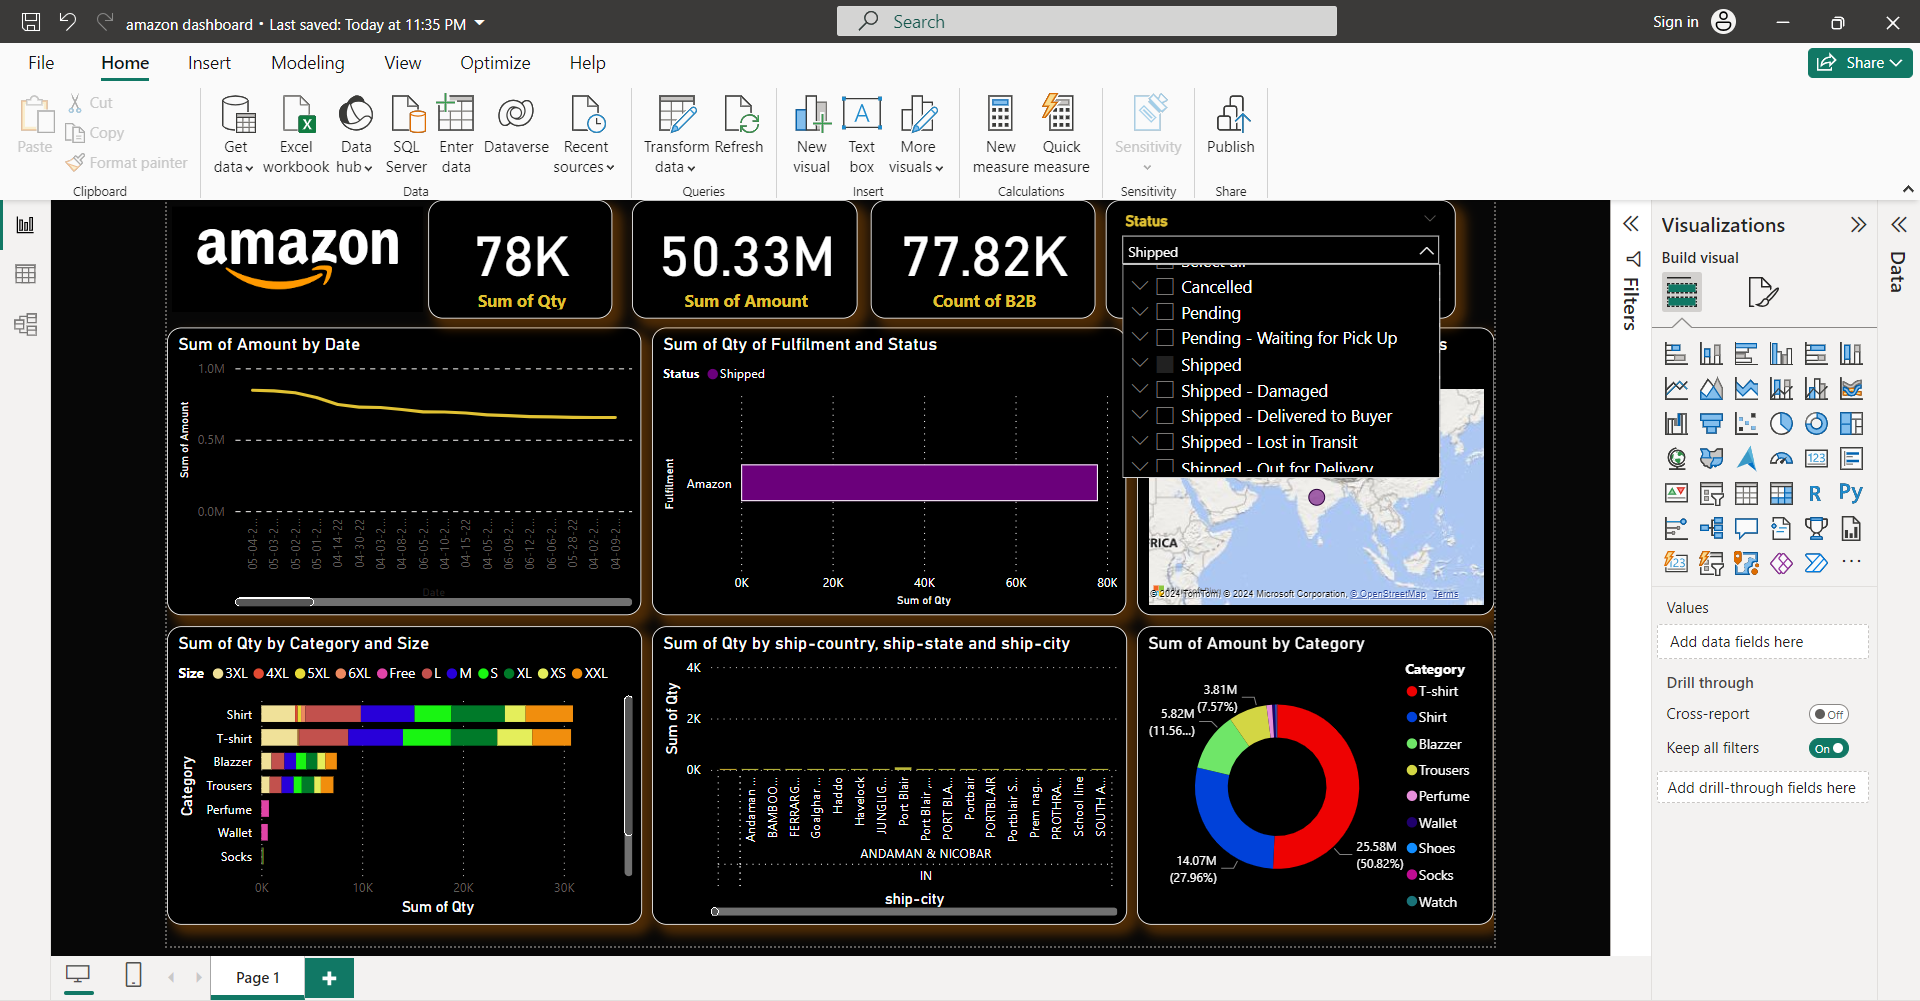 amazon dashboard • Last saved: Today at 11:35 PM
Search
Sign in
File Home Insert Modeling View Optimize Help
Share
Paste
Cut
Copy
Format painter
Clipboard
Get data
Excel workbook
Data hub
SQL Server
Enter data
Dataverse
Recent sources
Data
Transform data
Refresh
Queries
New visual
Text box
More visuals
Insert
New measure
Quick measure
Calculations
Sensitivity
Sensitivity
Publish
Share
amazon
78K
Sum of Qty
50.33M
Sum of Amount
77.82K
Count of B2B
Status
Shipped
Select all
Cancelled
Pending
Pending - Waiting for Pick Up
Shipped
Shipped - Damaged
Shipped - Delivered to Buyer
Shipped - Lost in Transit
Shipped - Out for Delivery
Sum of Amount by Date
1.0M
0.5M
0.0M
Sum of Amount
05-04-2...
05-03-2...
05-02-2...
05-01-2...
04-14-22
04-30-22
04-03-2...
04-08-2...
06-05-2...
04-10-2...
04-15-22
04-05-2...
06-09-2...
06-12-2...
06-06-2...
05-28-22
04-02-2...
04-09-2...
Date
Sum of Qty of Fulfilment and Status
Status Shipped
Fulfilment
Amazon
0K 20K 40K 60K 80K
Sum of Qty
s
RICA
© 2024 TomTom, © 2024 Microsoft Corporation, © OpenStreetMap Terms
Sum of Qty by Category and Size
Size 3XL 4XL 5XL 6XL Free L M S XL XS XXL
Category
Shirt
T-shirt
Blazzer
Trousers
Perfume
Wallet
Socks
0K 10K 20K 30K
Sum of Qty
Sum of Qty by ship-country, ship-state and ship-city
4K
2K
0K
Sum of Qty
Andaman...
BAMBOO...
FERRARG...
Goalghar...
Haddo
Havelock
JUNGLIG...
Port Blair
Port Blair ,...
PORT BLA...
Portbair
PORTBLAIR
Portblair S...
Prem nag...
PROTHRA...
School line
SOUTH A...
ANDAMAN & NICOBAR
IN
ship-city
Sum of Amount by Category
3.81M
(7.57%)
5.82M
(11.56...)
14.07M
(27.96%)
25.58M
(50.82%)
Category
T-shirt
Shirt
Blazzer
Trousers
Perfume
Wallet
Shoes
Socks
Watch
Filters
Visualizations
Build visual
123
R
Py
123
Values
Add data fields here
Drill through
Cross-report
Off
Keep all filters
On
Add drill-through fields here
Data
Page 1